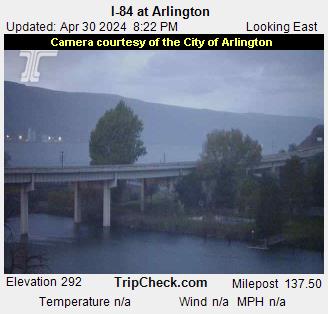 I-84 at Arlington
Updated: Apr 30 2024 8:22 PM Looking East
Camera courtesy of the City of Arlington
Elevation 292 TripCheck.com Milepost 137.50
Temperature n/a Wind n/a MPH n/a